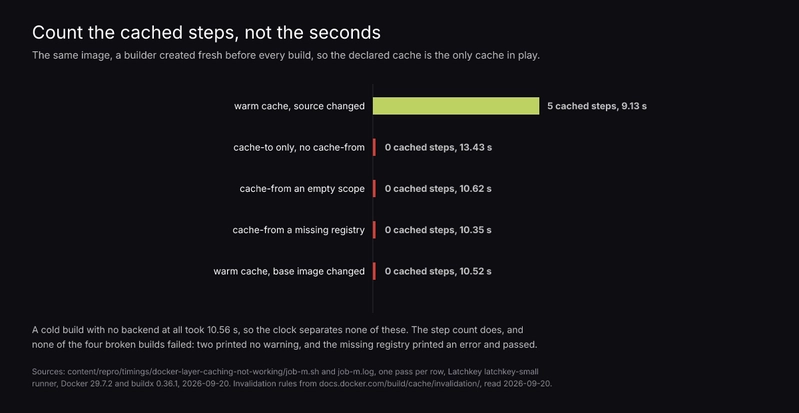 Count the cached steps, not the seconds
The same image, a builder created fresh before every build, so the declared cache is the only cache in play.
warm cache, source changed 5 cached steps, 9.13 s
cache-to only, no cache-from 0 cached steps, 13.43 s
cache-from an empty scope 0 cached steps, 10.62 s
cache-from a missing registry 0 cached steps, 10.35 s
warm cache, base image changed 0 cached steps, 10.52 s
A cold build with no backend at all took 10.56 s, so the clock separates none of these. The step count does, and
none of the four broken builds failed: two printed no warning, and the missing registry printed an error and passed.
Sources: content/repro/timings/docker-layer-caching-not-working/job-m.sh and job-m.log, one pass per row, Latchkey latchkey-small
runner, Docker 29.7.2 and buildx 0.36.1, 2026-09-20. Invalidation rules from docs.docker.com/build/cache/invalidation/, read 2026-09-20.